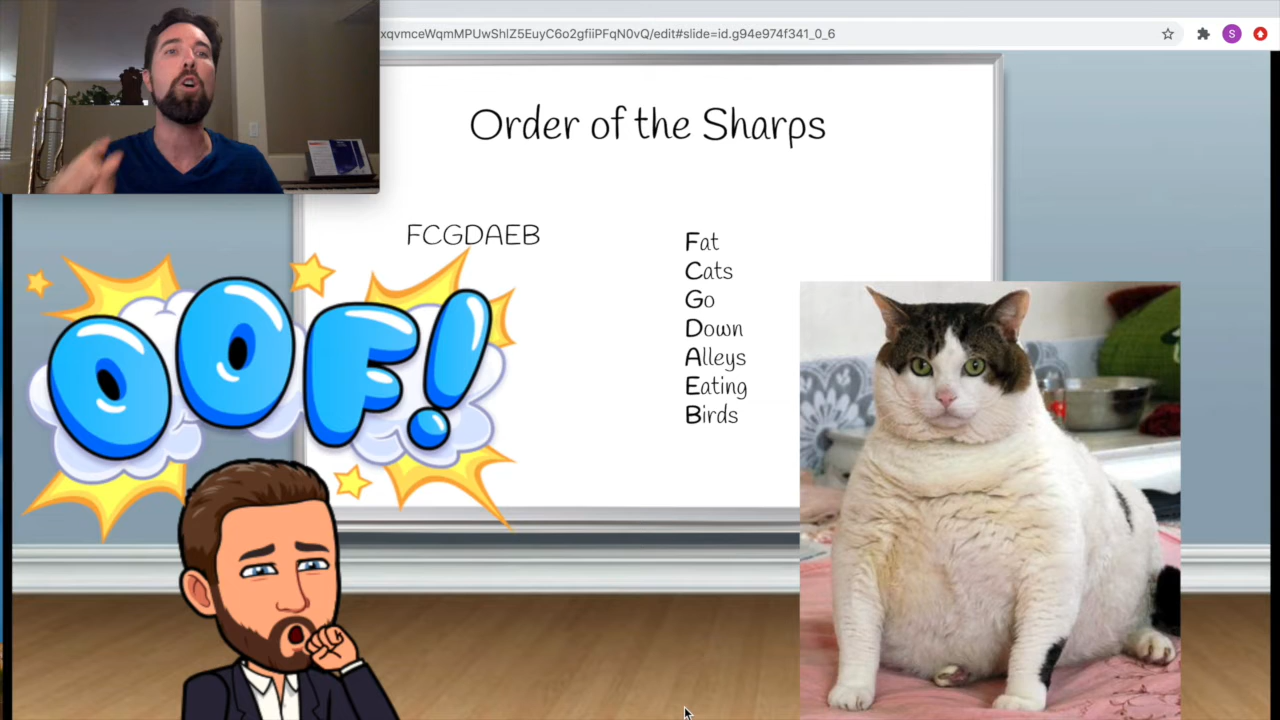 xqvmceWqmMPUwShlZ5EuyC6o2gfiiPFqN0vQ/edit#slide=id.g94e974f341_0_6
S
Order of the Sharps
FCGDAEB
Fat
Cats
Go
Down
Alleys
Eating
Birds
OOF!